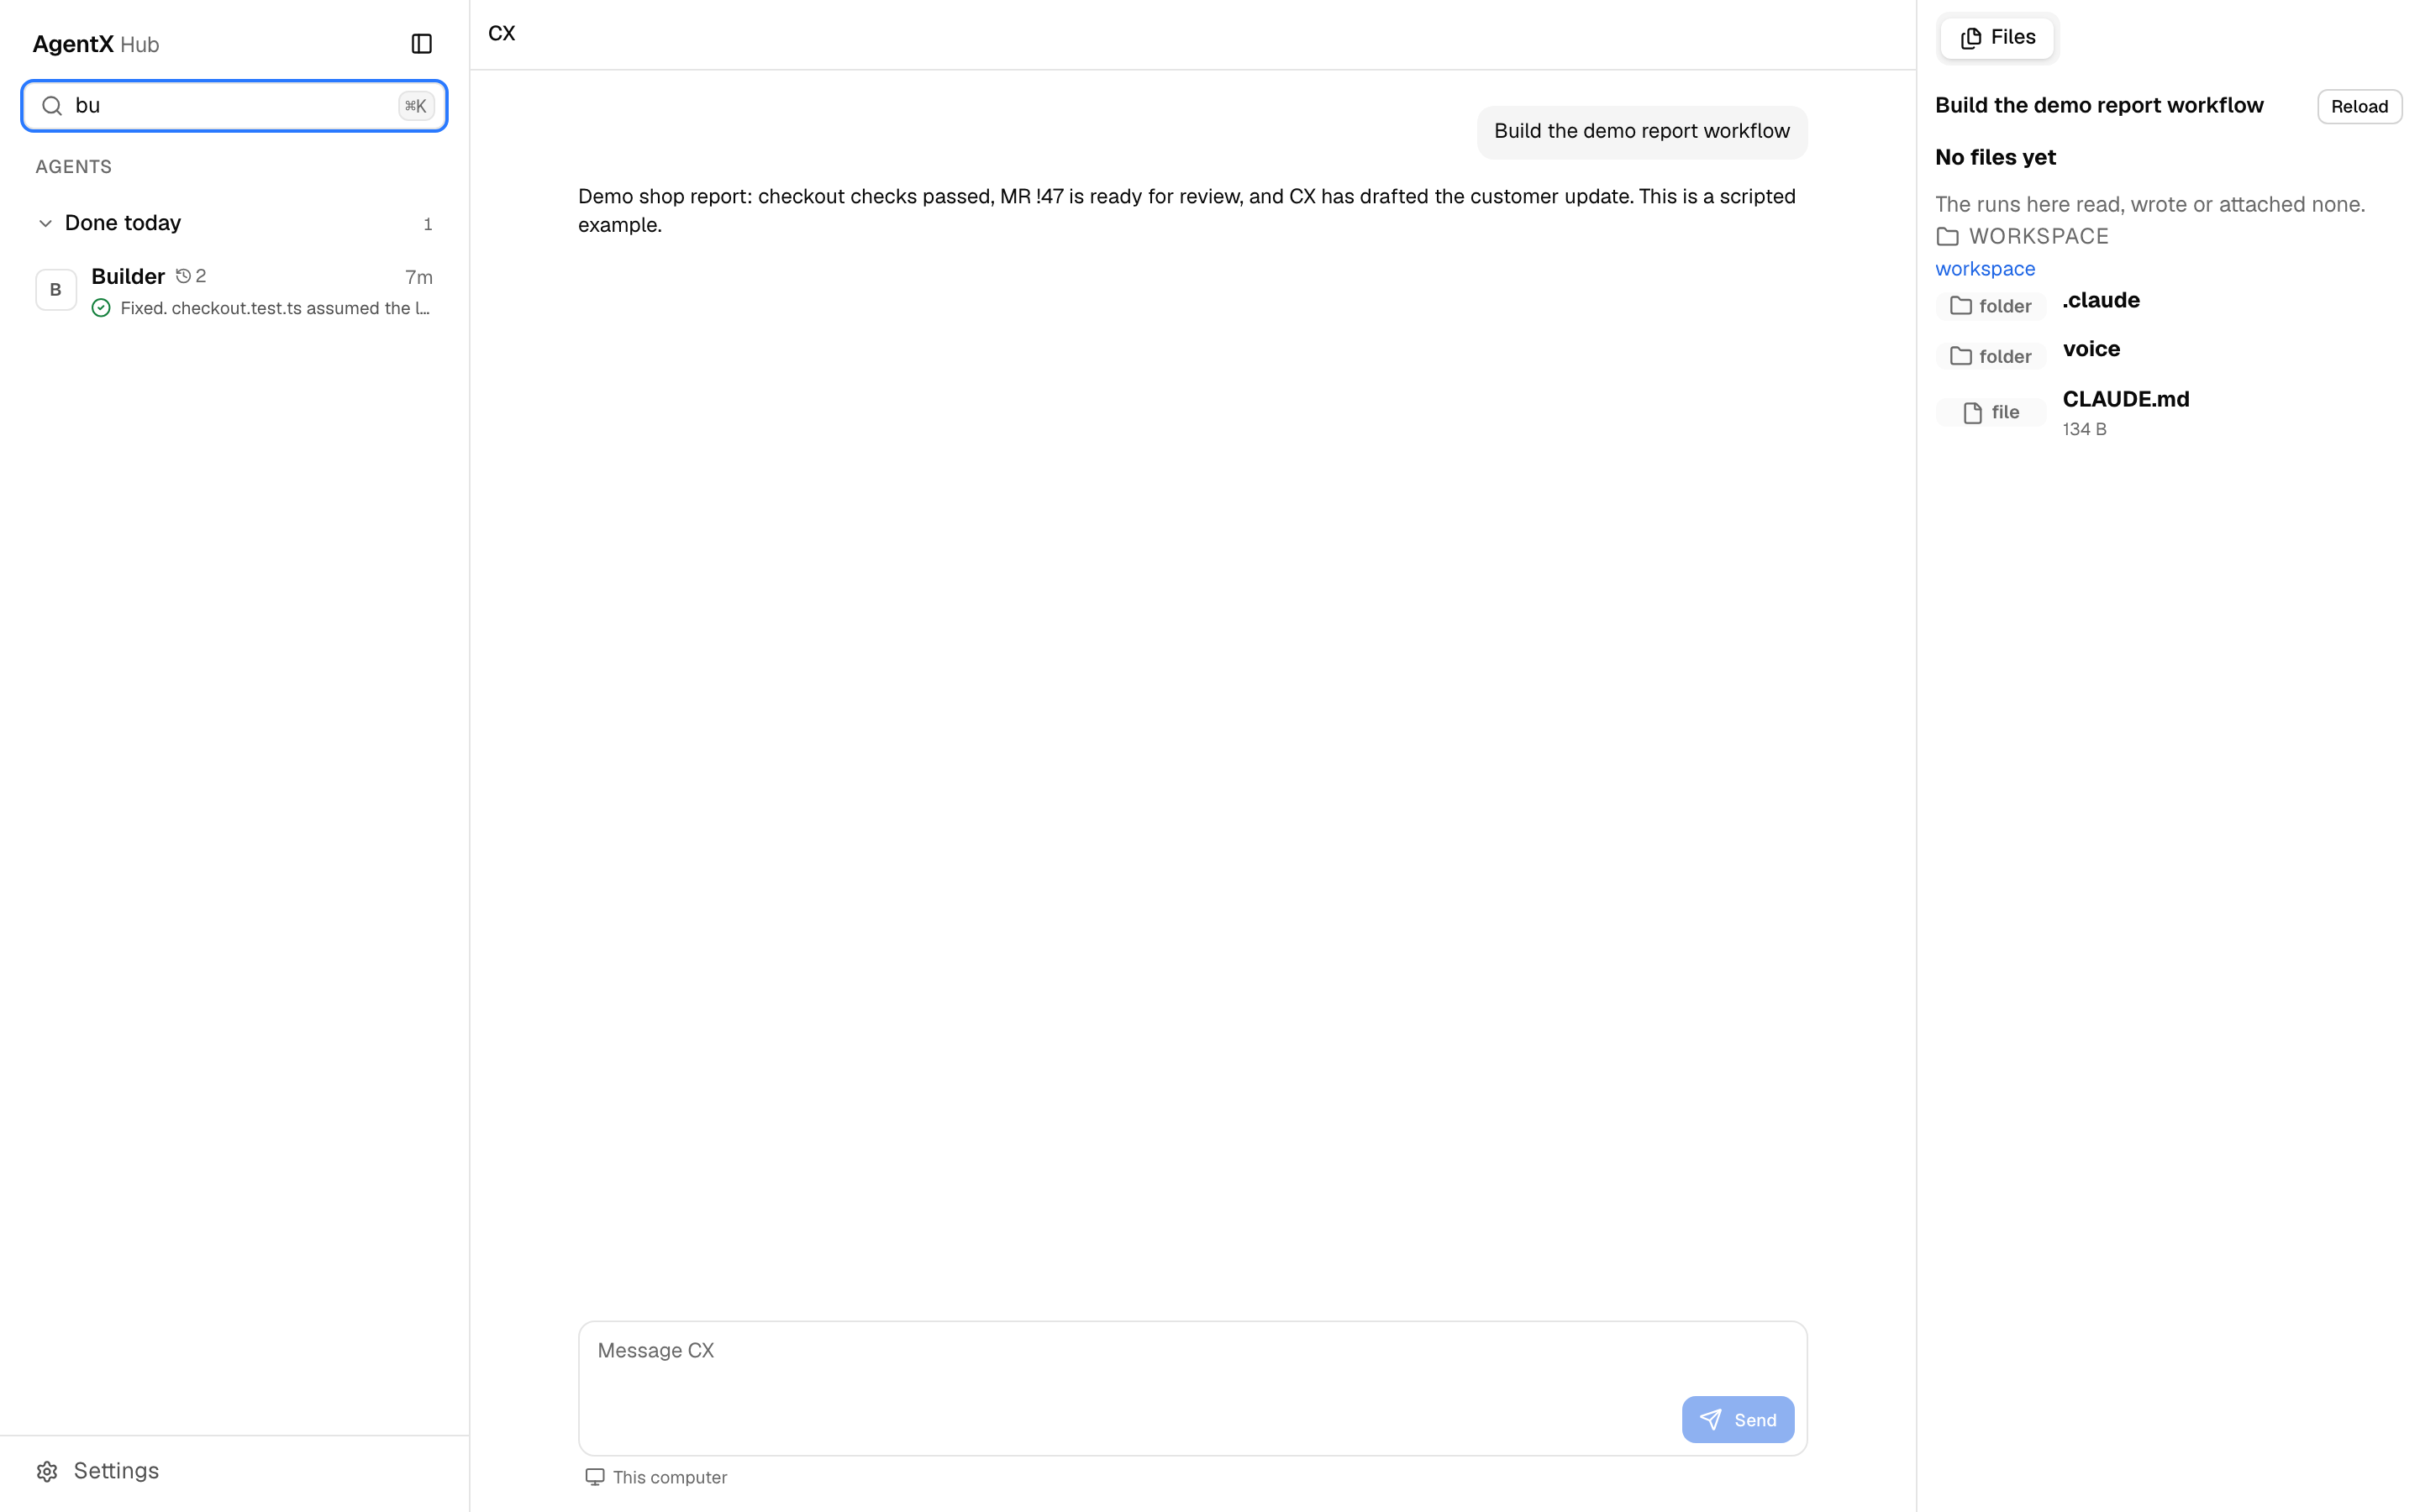 AgentX Hub
bu
⌘K
AGENTS
Done today
1
B
Builder
2
7m
Fixed. checkout.test.ts assumed the l...
Settings
CX
Build the demo report workflow
Demo shop report: checkout checks passed, MR !47 is ready for review, and CX has drafted the customer update. This is a scripted
example.
Message CX
Send
This computer
Files
Build the demo report workflow
Reload
No files yet
The runs here read, wrote or attached none.
WORKSPACE
workspace
folder
.claude
folder
voice
file
CLAUDE.md
134 B